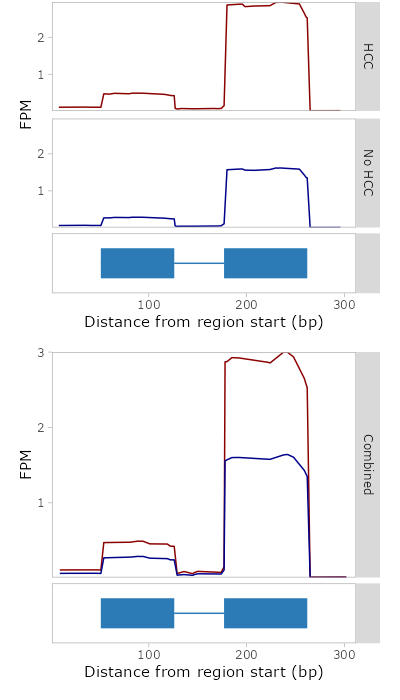 HCC
2
1
FPM
No HCC
2
1
100 200 300
Distance from region start (bp)
3
2
1
FPM
Combined
100 200 300
Distance from region start (bp)